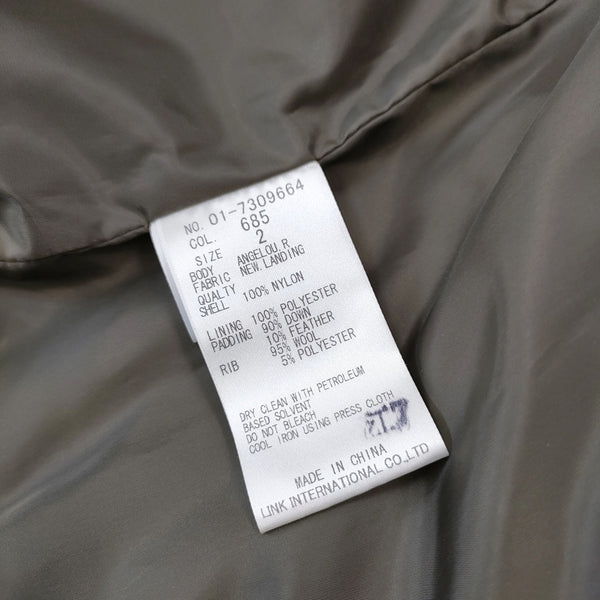 NO. 01-7309664
COL. 685
SIZE 2
BODY ANGELOU.R
FABRIC NEW.LANDING
QUALTY
SHELL 100% NYLON
LINING 100% POLYESTER
PADDING 90% DOWN
10% FEATHER
RIB 95% WOOL
5% POLYESTER
DRY CLEAN WITH PETROLEUM
BASED SOLVENT
DO NOT BLEACH
COOL IRON USING PRESS CLOTH
MADE IN CHINA
LINK INTERNATIONAL CO.,LTD